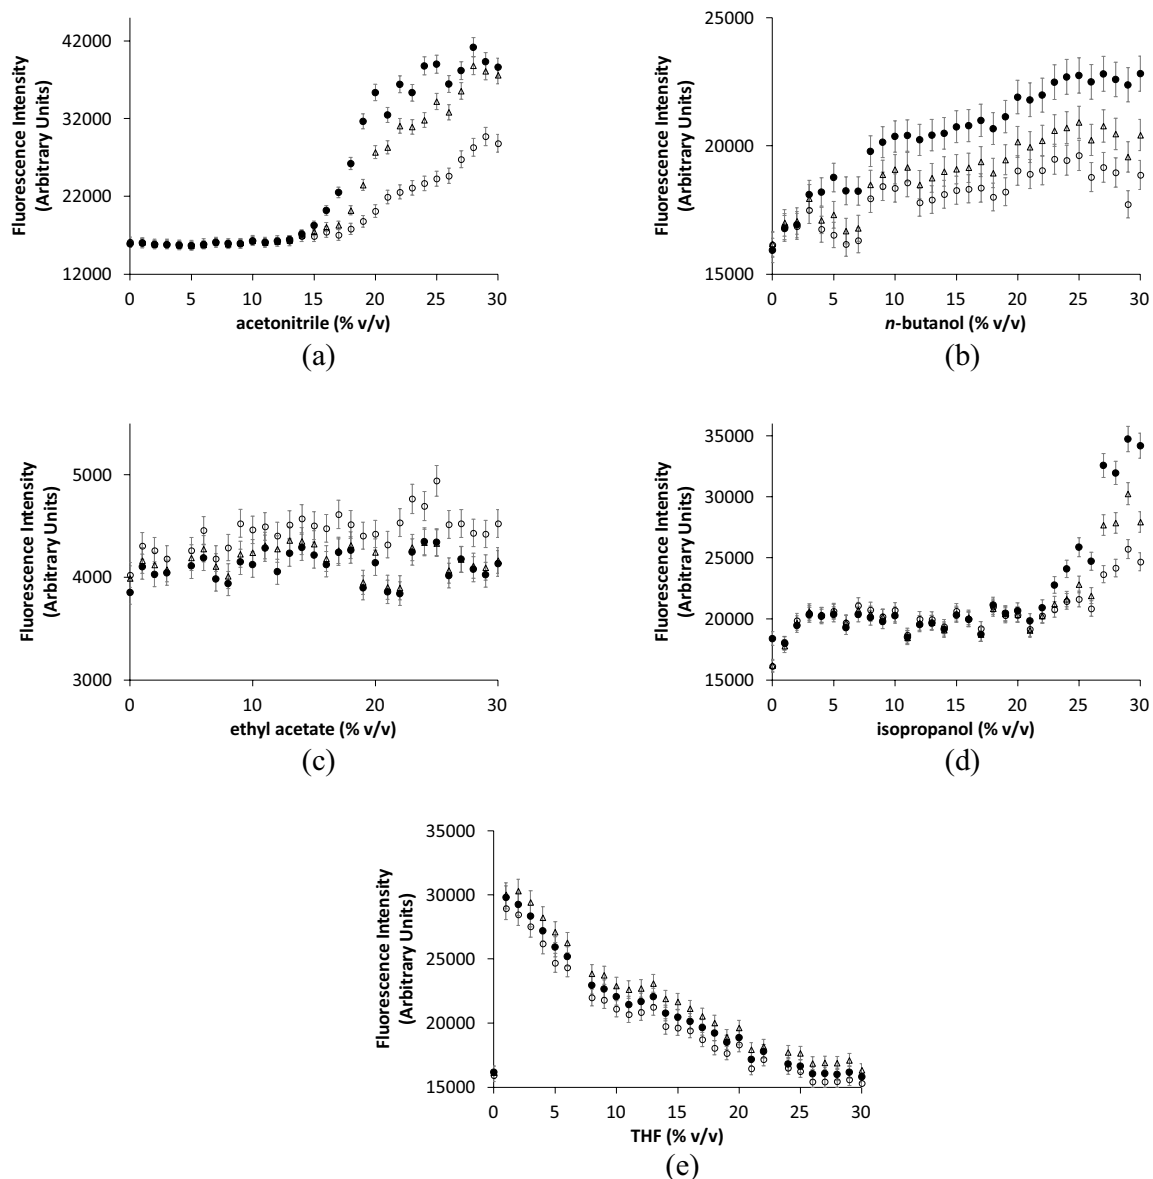 Fluorescence Intensity
(Arbitrary Units)
42000
32000
22000
12000
0 5 10 15 20 25 30
acetonitrile (% v/v)
(a)
Fluorescence Intensity
(Arbitrary Units)
25000
20000
15000
0 5 10 15 20 25 30
n-butanol (% v/v)
(b)
Fluorescence Intensity
(Arbitrary Units)
5000
4000
3000
0 5 10 15 20 25 30
ethyl acetate (% v/v)
(c)
Fluorescence Intensity
(Arbitrary Units)
35000
30000
25000
20000
15000
0 5 10 15 20 25 30
isopropanol (% v/v)
(d)
Fluorescence Intensity
(Arbitrary Units)
35000
30000
25000
20000
15000
0 5 10 15 20 25 30
THF (% v/v)
(e)